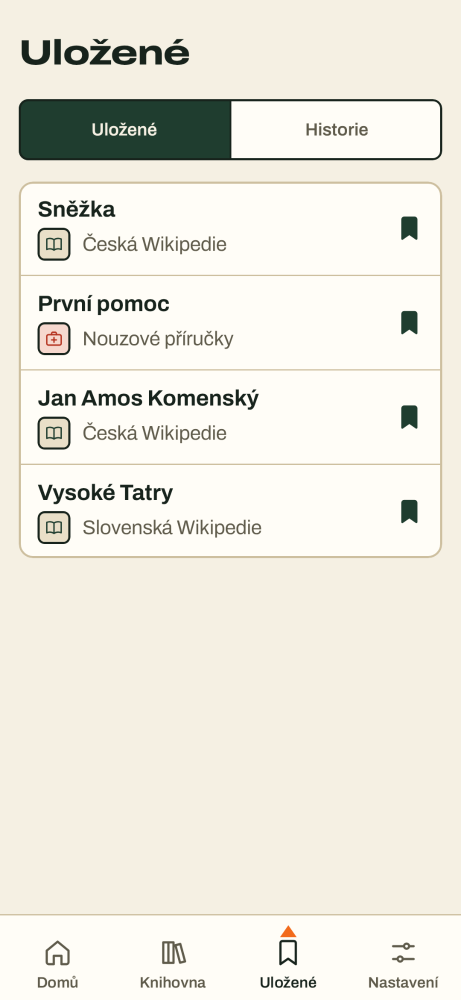 Uložené
Uložené
Historie
Sněžka
Česká Wikipedie
První pomoc
Nouzové příručky
Jan Amos Komenský
Česká Wikipedie
Vysoké Tatry
Slovenská Wikipedie
Domů
Knihovna
Uložené
Nastavení